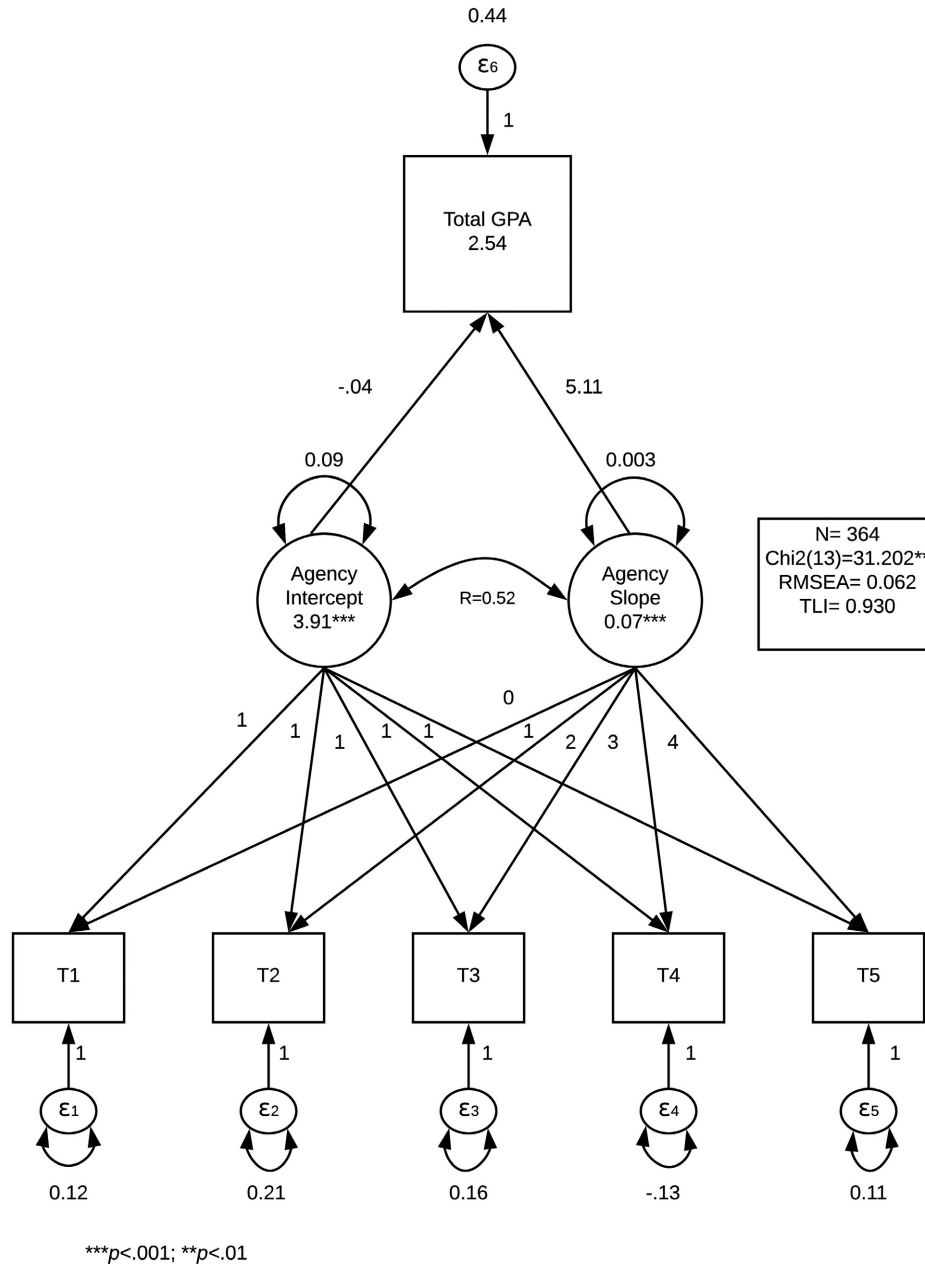 0.44
ε6
1
Total GPA
2.54
-.04
5.11
0.09
0.003
Agency
Intercept
3.91***
R=0.52
Agency
Slope
0.07***
N= 364
Chi2(13)=31.202**
RMSEA= 0.062
TLI= 0.930
0
1
1
1
1
1
1
2
3
4
T1
T2
T3
T4
T5
1
1
1
1
1
ε1
ε2
ε3
ε4
ε5
0.12
0.21
0.16
-.13
0.11
***p<.001; **p<.01